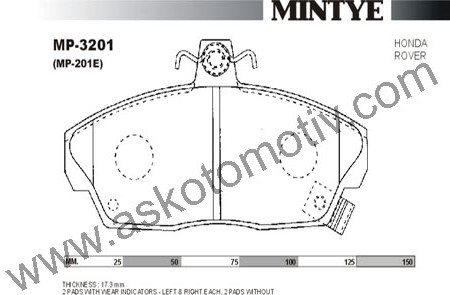 MINTYE
MP-3201
(MP-201E)
HONDA
ROVER
www.askotomotiv.com
MM. 25 50 75 100 125 150
THICKNESS : 17.3 mm
2 PADS WITH WEAR INDICATORS - LEFT & RIGHT EACH, 2 PADS WITHOUT